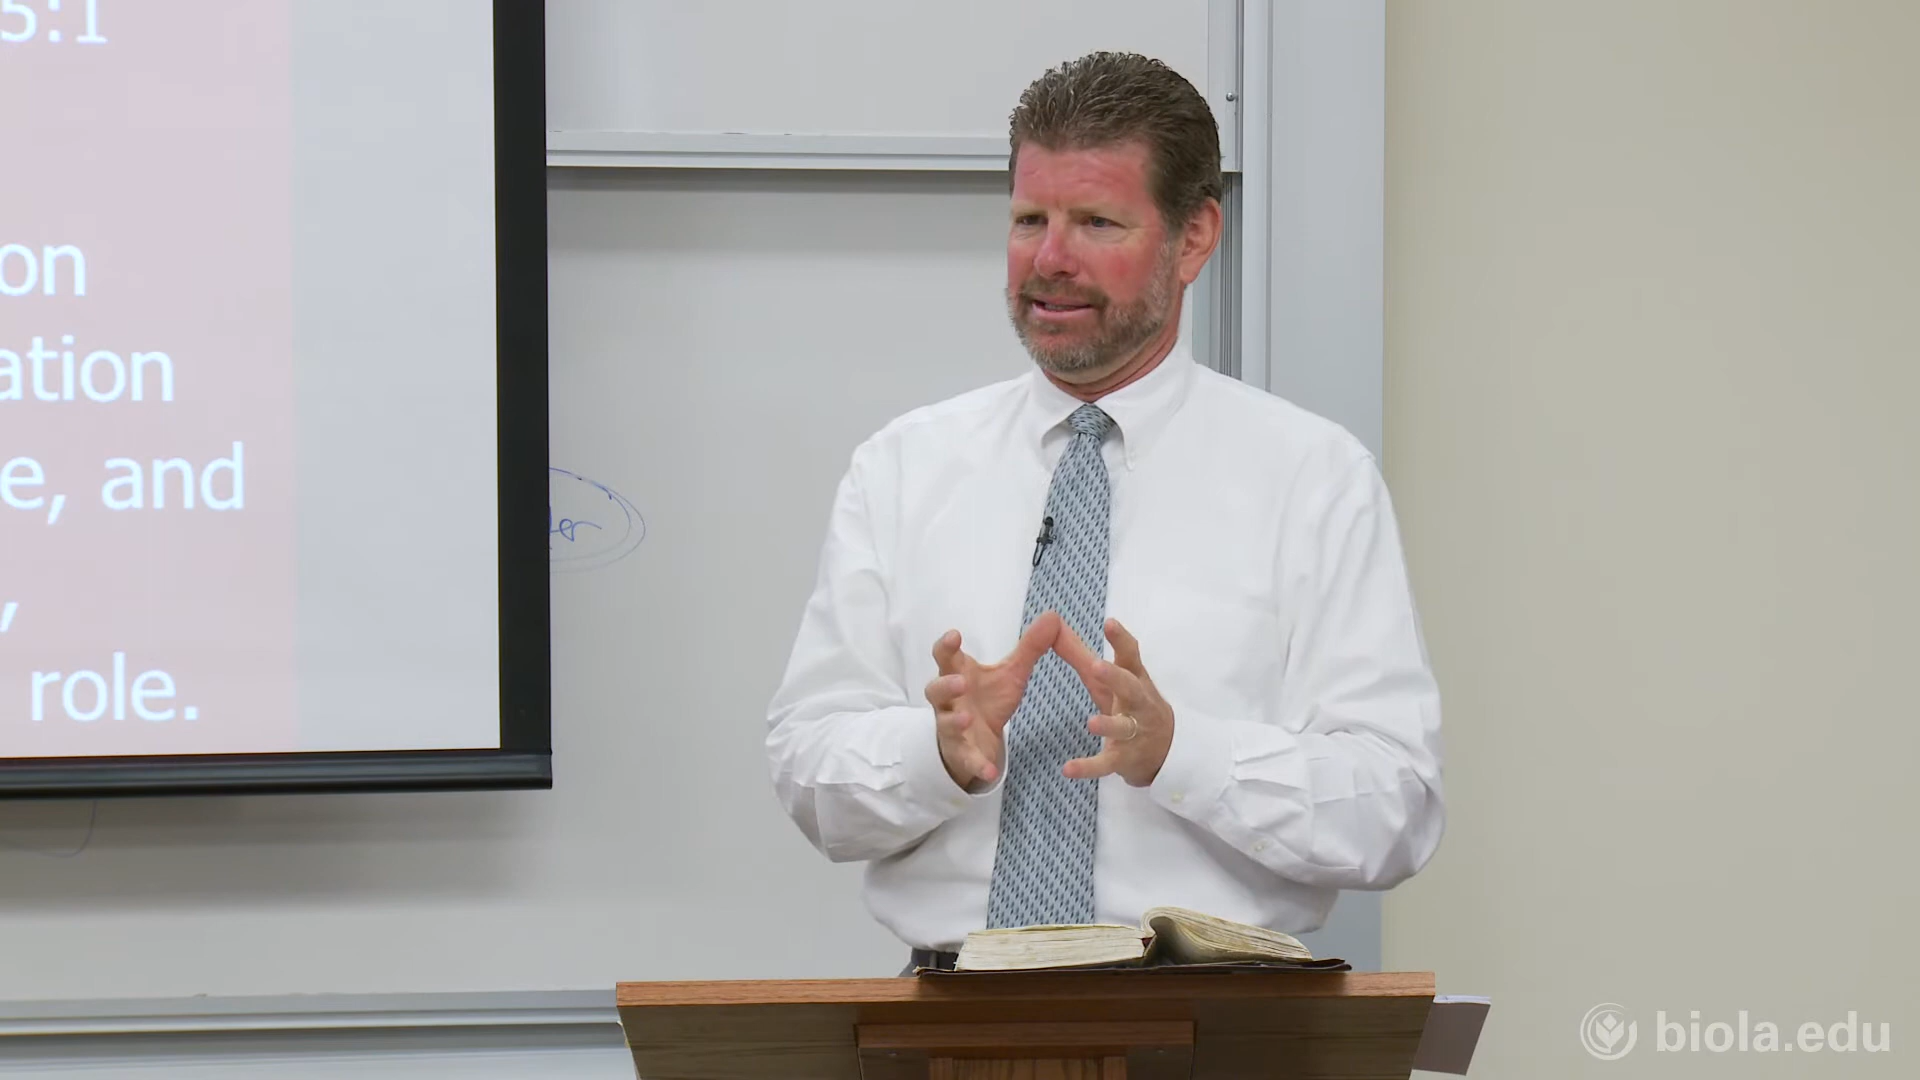 5:1
on
ation
e, and
,
role.
biola.edu